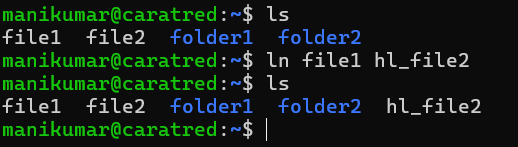 manikumar@caratred:~$ ls
file1  file2  folder1  folder2
manikumar@caratred:~$ ln file1 hl_file2
manikumar@caratred:~$ ls
file1  file2  folder1  folder2  hl_file2
manikumar@caratred:~$